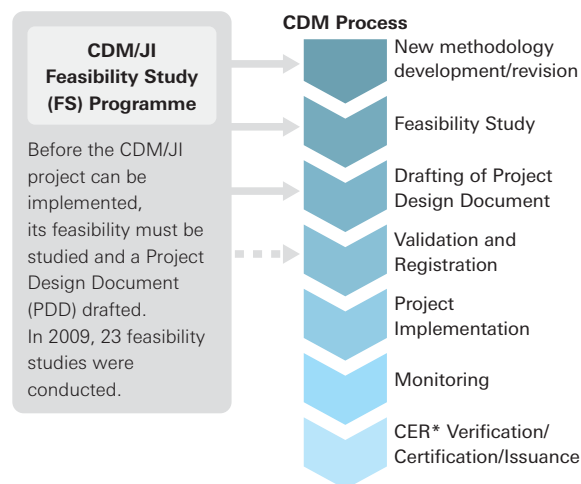 CDM/JI
Feasibility Study
(FS) Programme
Before the CDM/JI
project can be
implemented,
its feasibility must be
studied and a Project
Design Document
(PDD) drafted.
In 2009, 23 feasibility
studies were
conducted.
CDM Process
New methodology
development/revision
Feasibility Study
Drafting of Project
Design Document
Validation and
Registration
Project
Implementation
Monitoring
CER* Verification/
Certification/Issuance